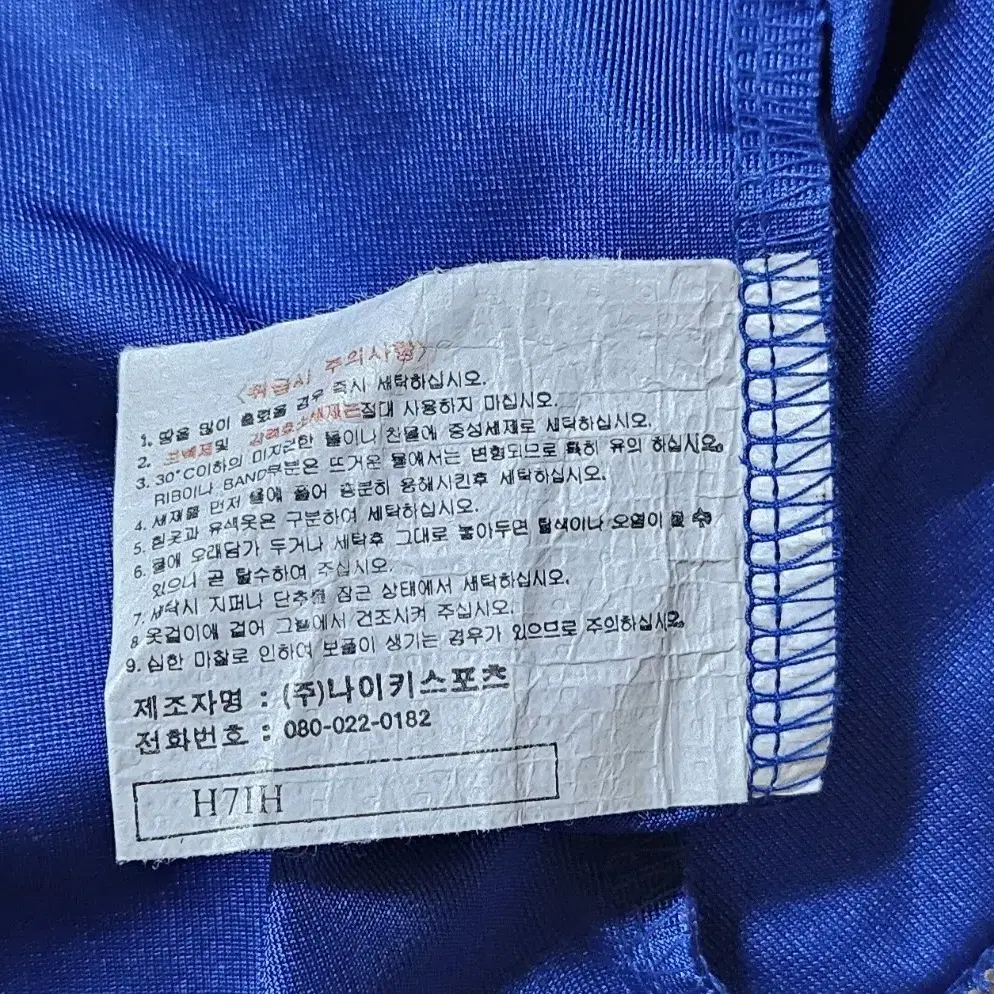 <취급시 주의사항>
1. 땀을 많이 흘렸을 경우 즉시 세탁하십시오.
2. 표백제및 강력효소세제는절대 사용하지 마십시오.
3. 30°C이하의 미지근한 물이나 찬물에 중성세제로 세탁하십시오.
RIB이나 BAND부분은 뜨거운 물에서는 변형되므로 특히 유의 하십시오.
4. 세제를 먼저 물에 풀어 충분히 용해시킨후 세탁하십시오.
5. 흰옷과 유색옷은 구분하여 세탁하십시오.
6. 물에 오래담가 두거나 세탁후 그대로 놓아두면 탈색이나 오염이 될 수
있으니 곧 탈수하여 주십시오.
7. 세탁시 지퍼나 단추를 잠근 상태에서 세탁하십시오.
8 옷걸이에 걸어 그늘에서 건조시켜 주십시오.
9. 심한 마찰로 인하여 보풀이 생기는 경우가 있으므로 주의하십시오.
제조자명 : (주)나이키스포츠
전화번호 : 080-022-0182
H7IH